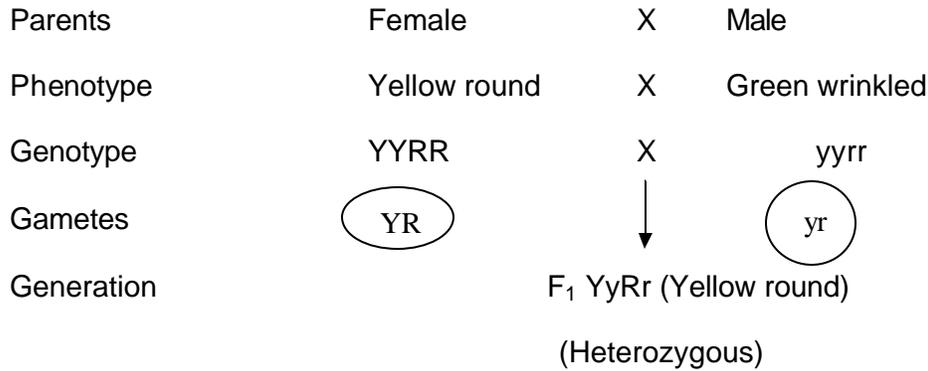 Parents Female X Male
Phenotype Yellow round X Green wrinkled
Genotype YYRR X yyrr
Gametes YR yr
Generation F₁ YyRr (Yellow round)
(Heterozygous)